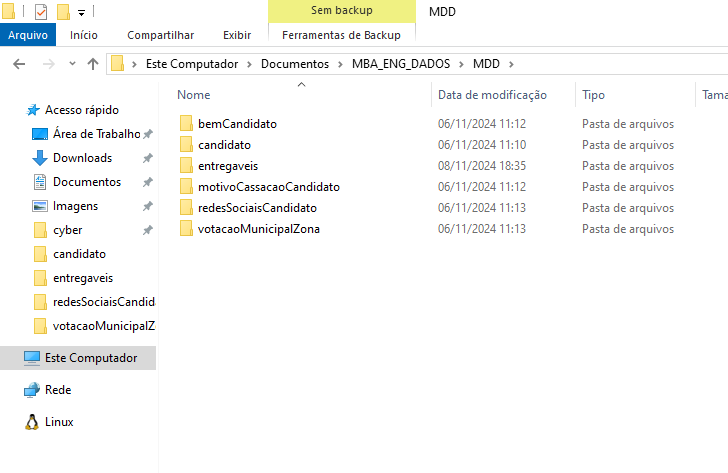 Sem backup MDD
Arquivo Início Compartilhar Exibir Ferramentas de Backup
Este Computador Documentos MBA_ENG_DADOS MDD
Nome Data de modificação Tipo Tama
Acesso rápido
Área de Trabalho
Downloads
Documentos
Imagens
cyber
candidato
entregaveis
redesSociaisCandida
votacaoMunicipalZ
Este Computador
Rede
Linux
bemCandidato 06/11/2024 11:12 Pasta de arquivos
candidato 06/11/2024 11:10 Pasta de arquivos
entregaveis 08/11/2024 18:35 Pasta de arquivos
motivoCassacaoCandidato 06/11/2024 11:12 Pasta de arquivos
redesSociaisCandidato 06/11/2024 11:13 Pasta de arquivos
votacaoMunicipalZona 06/11/2024 11:13 Pasta de arquivos